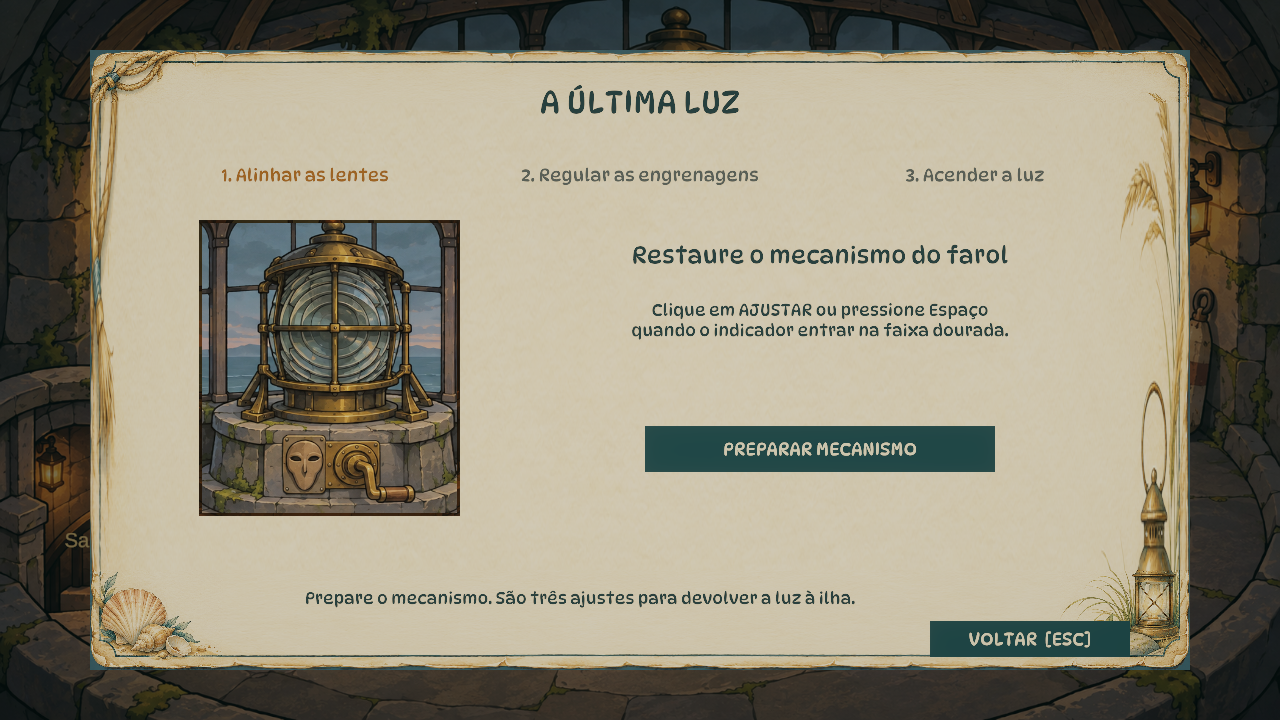 A ÚLTIMA LUZ
1. Alinhar as lentes
2. Regular as engrenagens
3. Acender a luz
Restaure o mecanismo do farol
Clique em AJUSTAR ou pressione Espaço
quando o indicador entrar na faixa dourada.
PREPARAR MECANISMO
Sa
Prepare o mecanismo. São três ajustes para devolver a luz à ilha.
VOLTAR [ESC]